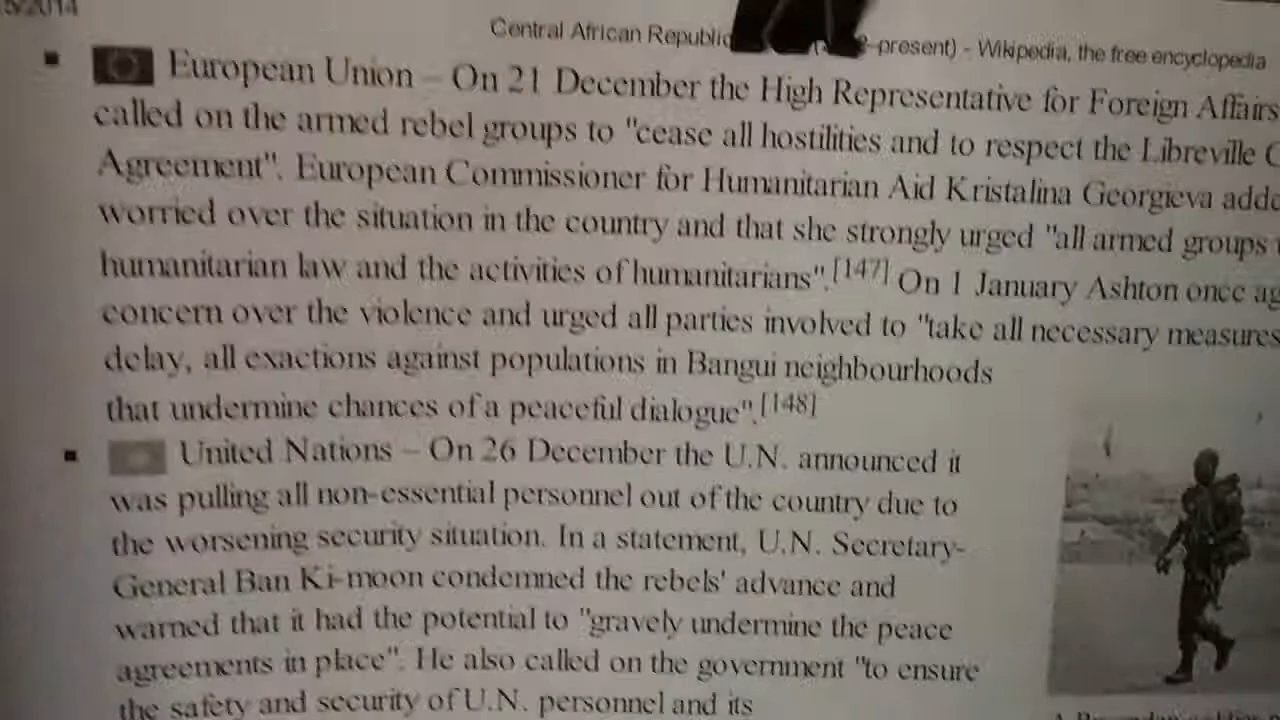 5/2014
Central African Republic -present) - Wikipedia, the free encyclopedia
European Union – On 21 December the High Representative for Foreign Affairs
called on the armed rebel groups to "cease all hostilities and to respect the Libreville
Agreement". European Commissioner for Humanitarian Aid Kristalina Georgieva adde
worried over the situation in the country and that she strongly urged "all armed groups
humanitarian law and the activities of humanitarians".[147] On 1 January Ashton once ag
concern over the violence and urged all parties involved to "take all necessary measures
delay, all exactions against populations in Bangui neighbourhoods
that undermine chances of a peaceful dialogue".[148]
United Nations – On 26 December the U.N. announced it
was pulling all non-essential personnel out of the country due to
the worsening security situation. In a statement, U.N. Secretary-
General Ban Ki-moon condemned the rebels' advance and
warned that it had the potential to "gravely undermine the peace
agreements in place". He also called on the government "to ensure
the safety and security of U.N. personnel and its